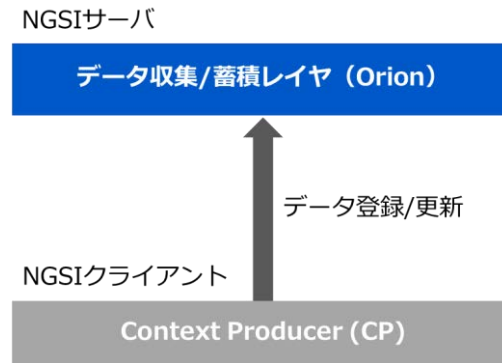 NGSIサーバ
データ収集/蓄積レイヤ（Orion）
データ登録/更新
NGSIクライアント
Context Producer (CP)